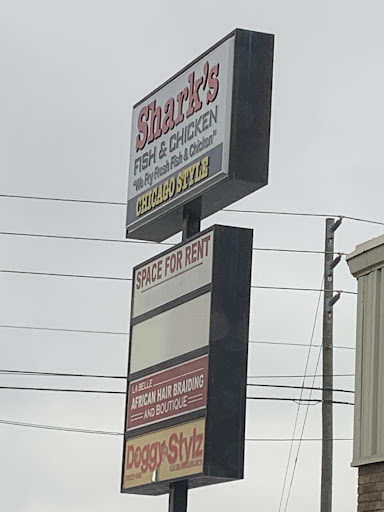 Shark's
FISH & CHICKEN
"We Fry Fresh Fish & Chicken"
CHICAGO STYLE
SPACE FOR RENT
LA BELLE
AFRICAN HAIR BRAIDING
AND BOUTIQUE
Doggy Stylz